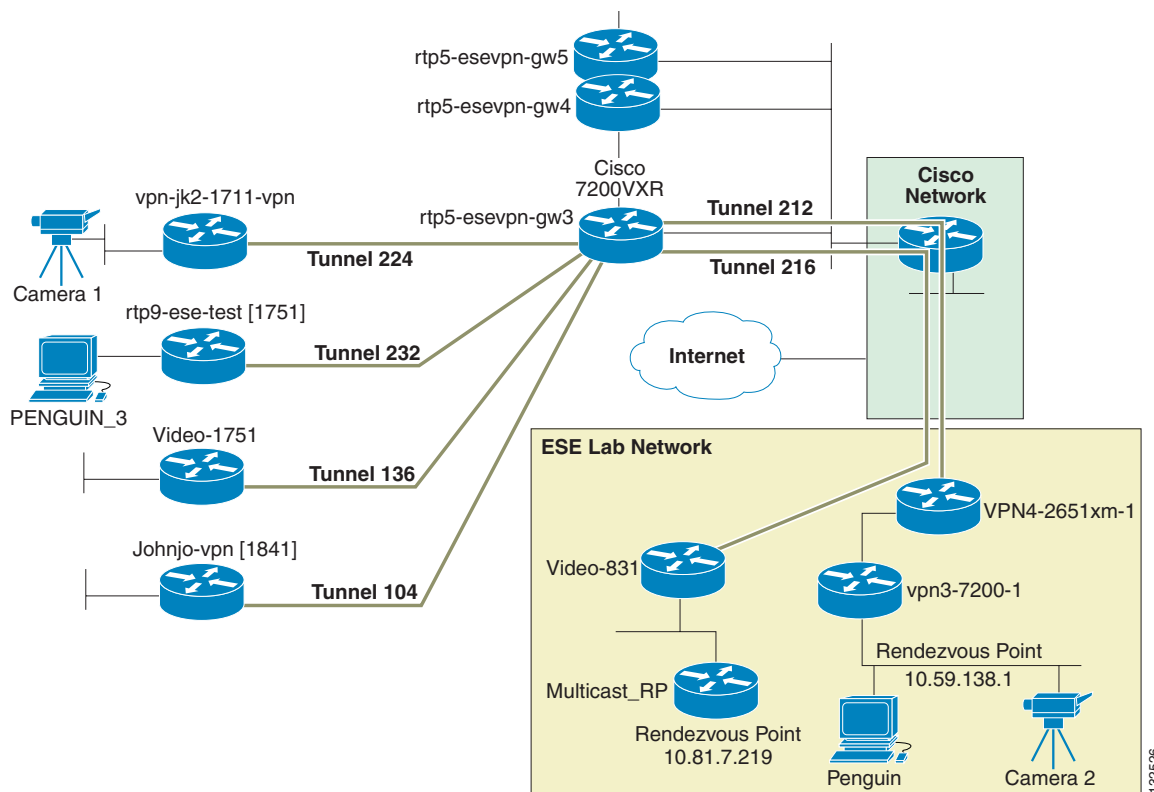 rtp5-esevpn-gw5
rtp5-esevpn-gw4
Cisco
7200VXR
rtp5-esevpn-gw3
Cisco
Network
Tunnel 212
Tunnel 216
vpn-jk2-1711-vpn
Tunnel 224
Camera 1
rtp9-ese-test [1751]
Tunnel 232
PENGUIN_3
Internet
Video-1751
Tunnel 136
Johnjo-vpn [1841]
Tunnel 104
ESE Lab Network
VPN4-2651xm-1
Video-831
vpn3-7200-1
Rendezvous Point
10.59.138.1
Multicast_RP
Rendezvous Point
10.81.7.219
Penguin
Camera 2
132526